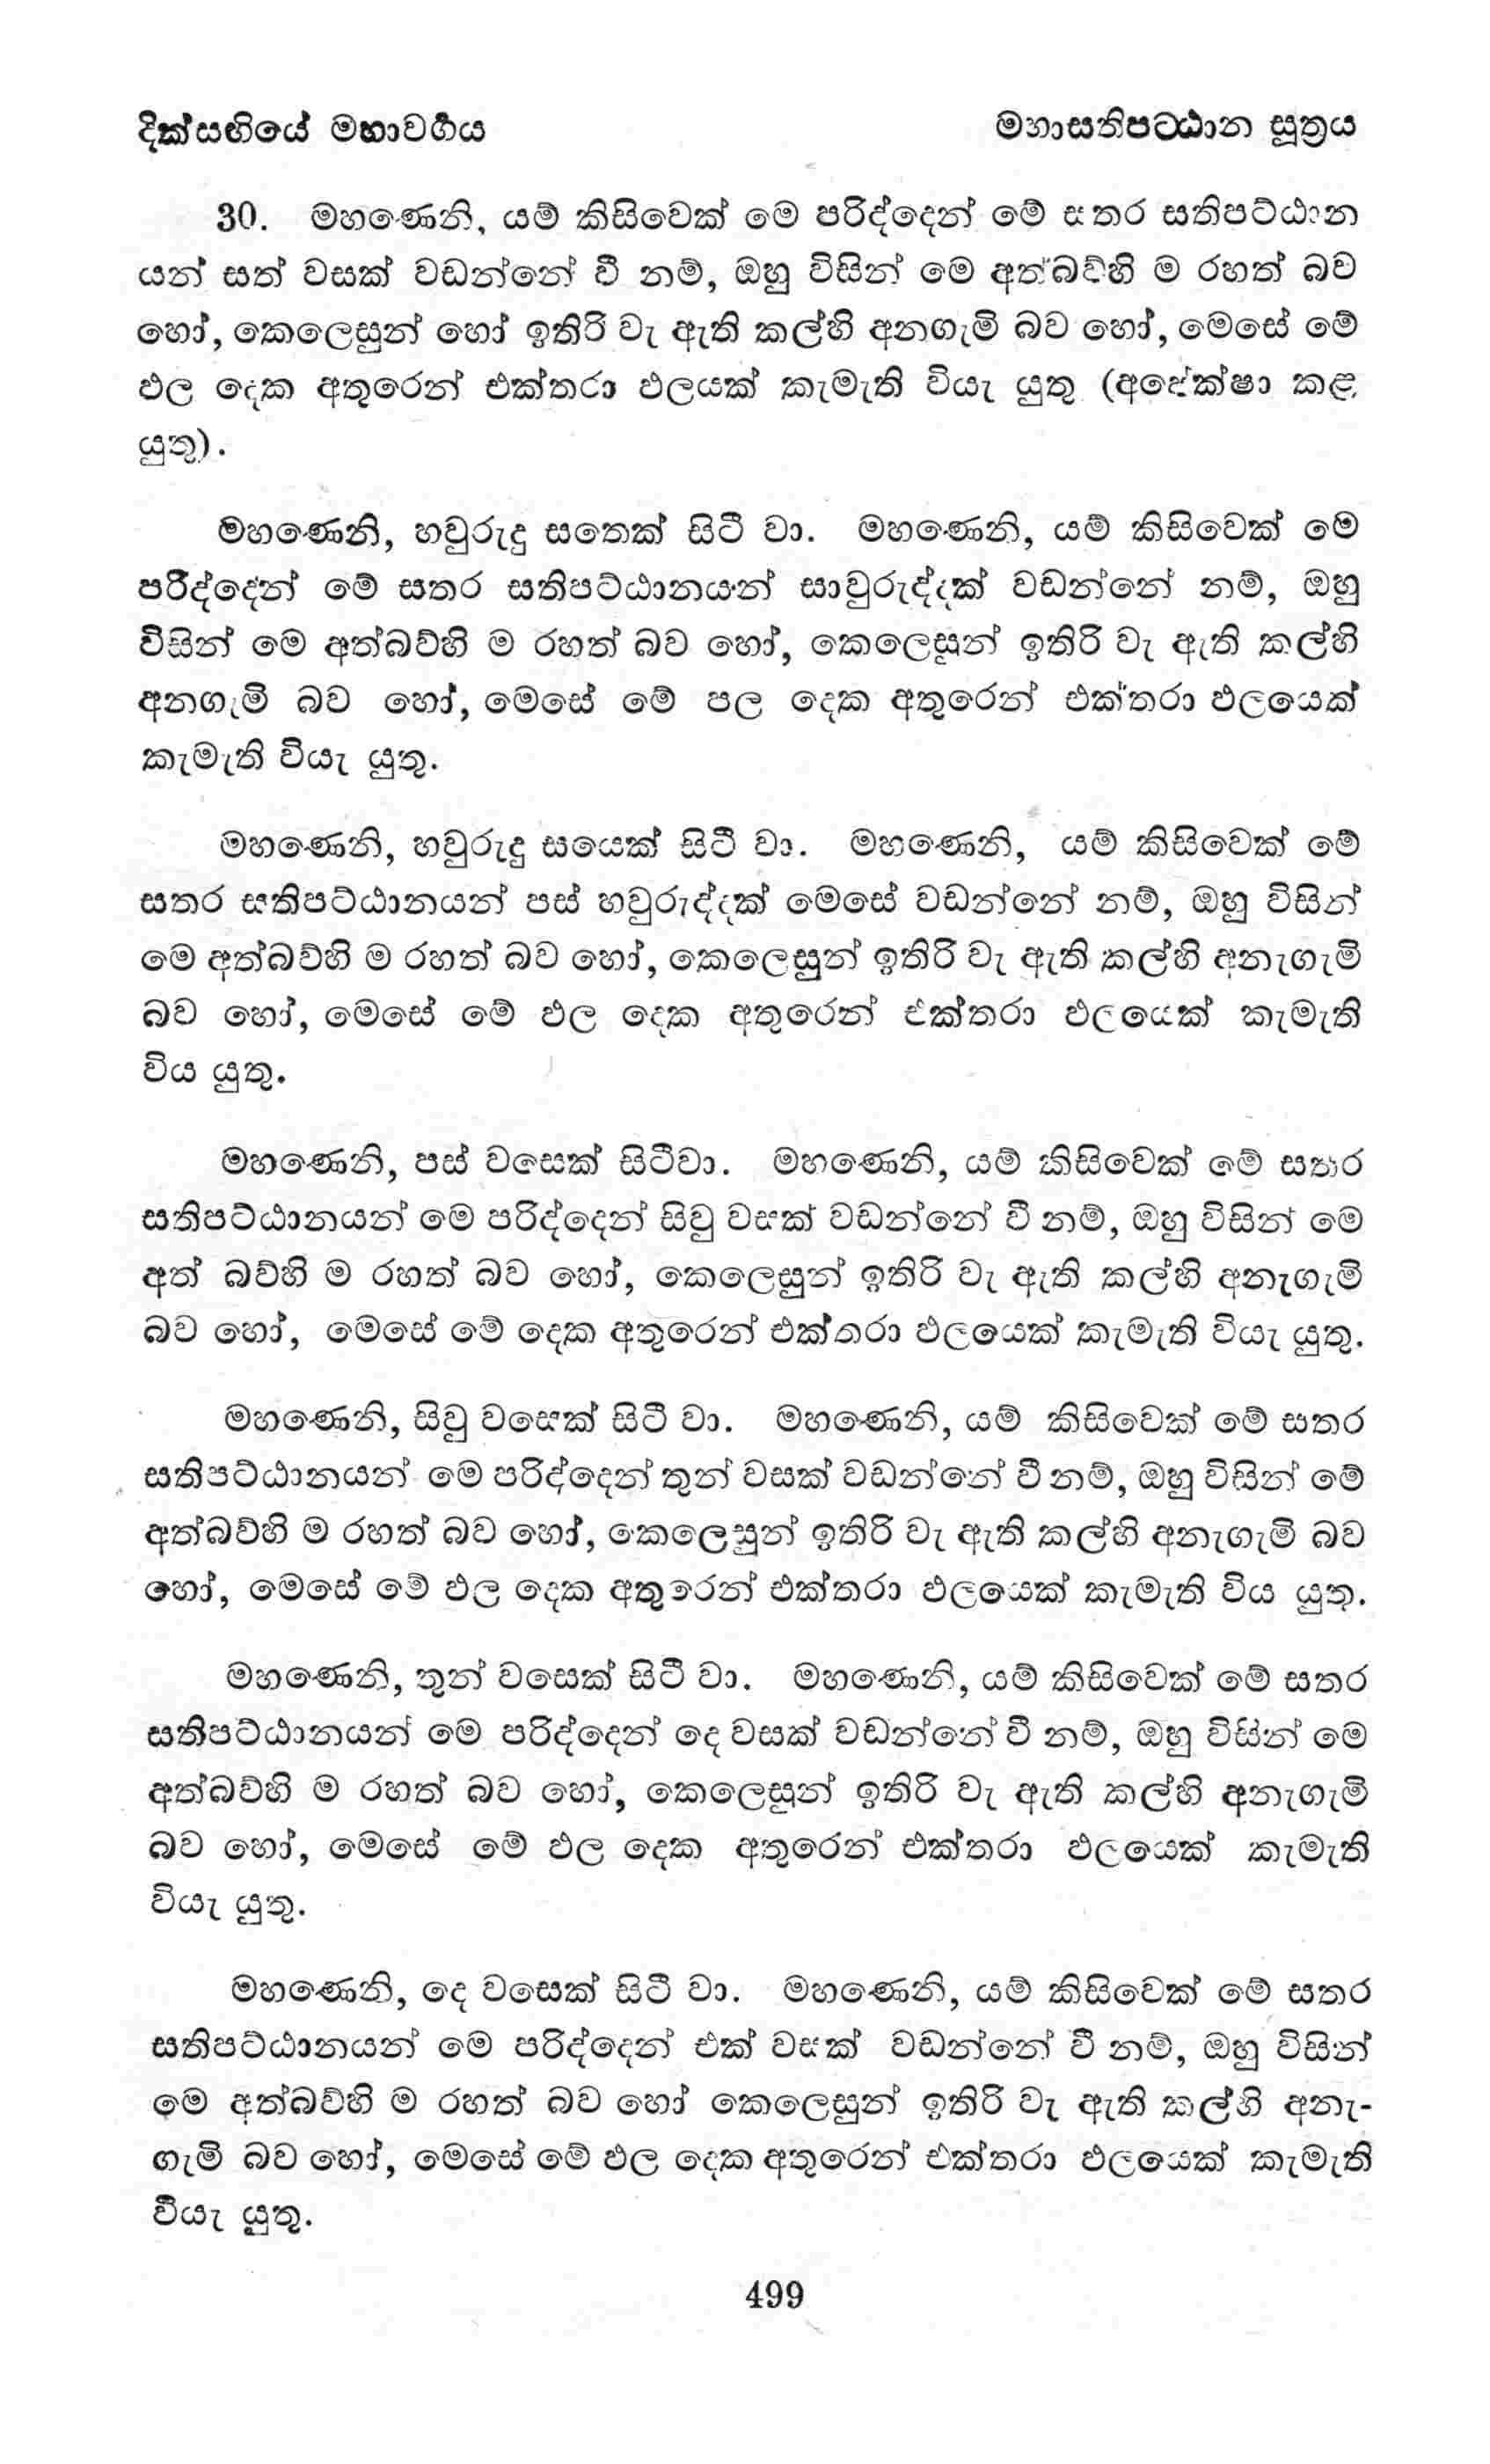 දික්සඟියේ මහාවර්‍ගය
මහාසතිපට‍්ඨාන සූත්‍රය
30. මහණෙනි, යම් කිසිවෙක් මෙ පරිද්දෙන් මේ සතර සතිපට්ඨාන
යන් සත් වසක් වඩන්නේ වී නම්, ඔහු විසින් මෙ අත්බව්හි ම රහත් බව
හෝ, කෙලෙසුන් හෝ ඉතිරි වැ ඇති කල්හි අනගැමි බව හෝ, මෙසේ මේ
ඵල දෙක අතුරෙන් එක්තරා ඵලයක් කැමැති වියැ යුතු (අපේක්ෂා කළ
යුතු).
මහණෙනි, හවුරුදු සතෙක් සිටී වා. මහණෙනි, යම් කිසිවෙක් මෙ
පරිද්දෙන් මේ සතර සතිපට්ඨානයන් සාවුරුද්දක් වඩන්නේ නම්, ඔහු
විසින් මෙ අත්බව්හි ම රහත් බව හෝ, කෙලෙසුන් ඉතිරි වැ ඇති කල්හි
අනගැමි බව හෝ, මෙසේ මේ පල දෙක අතුරෙන් එක්තරා ඵලයෙක්
කැමැති වියැ යුතු.
මහණෙනි, හවුරුදු සයෙක් සිටී වා. මහණෙනි, යම් කිසිවෙක් මේ
සතර සතිපට්ඨානයන් පස් හවුරුද්දක් මෙසේ වඩන්නේ නම්, ඔහු විසින්
මෙ අත්බව්හි ම රහත් බව හෝ, කෙලෙසුන් ඉතිරි වැ ඇති කල්හි අනැගැමි
බව හෝ, මෙසේ මේ ඵල දෙක අතුරෙන් එක්තරා ඵලයෙක් කැමැති
විය යුතු.
මහණෙනි, පස් වසෙක් සිටීවා. මහණෙනි, යම් කිසිවෙක් මේ සතර
සතිපට්ඨානයන් මෙ පරිද්දෙන් සිවු වසක් වඩන්නේ වී නම්, ඔහු විසින් මෙ
අත් බව්හි ම රහත් බව හෝ, කෙලෙසුන් ඉතිරි වැ ඇති කල්හි අනැගැමි
බව හෝ, මෙසේ මේ දෙක අතුරෙන් එක්තරා ඵලයෙක් කැමැති වියැ යුතු.
මහණෙනි, සිවු වසෙක් සිටී වා. මහණෙනි, යම් කිසිවෙක් මේ සතර
සතිපට්ඨානයන් මෙ පරිද්දෙන් තුන් වසක් වඩන්නේ වී නම්, ඔහු විසින් මේ
අත්බව්හි ම රහත් බව හෝ, කෙලෙසුන් ඉතිරි වැ ඇති කල්හි අනැගැමි බව
හෝ, මෙසේ මේ ඵල දෙක අතුරෙන් එක්තරා ඵලයෙක් කැමැති විය යුතු.
මහණෙනි, තුන් වසෙක් සිටී වා. මහණෙනි, යම් කිසිවෙක් මේ සතර
සතිපට්ඨානයන් මෙ පරිද්දෙන් දෙ වසක් වඩන්නේ වී නම්, ඔහු විසින් මෙ
අත්බව්හි ම රහත් බව හෝ, කෙලෙසුන් ඉතිරි වැ ඇති කල්හි අනැගැමි
බව හෝ, මෙසේ මේ ඵල දෙක අතුරෙන් එක්තරා ඵලයෙක් කැමැති
වියැ යුතු.
මහණෙනි, දෙ වසෙක් සිටී වා. මහණෙනි, යම් කිසිවෙක් මේ සතර
සතිපට්ඨානයන් මෙ පරිද්දෙන් එක් වසක් වඩන්නේ වී නම්, ඔහු විසින්
මෙ අත්බව්හි ම රහත් බව හෝ කෙලෙසුන් ඉතිරි වැ ඇති කල්හි අනැ-
ගැමි බව හෝ, මෙසේ මේ ඵල දෙක අතුරෙන් එක්තරා ඵලයෙක් කැමැති
වියැ යුතු.
499